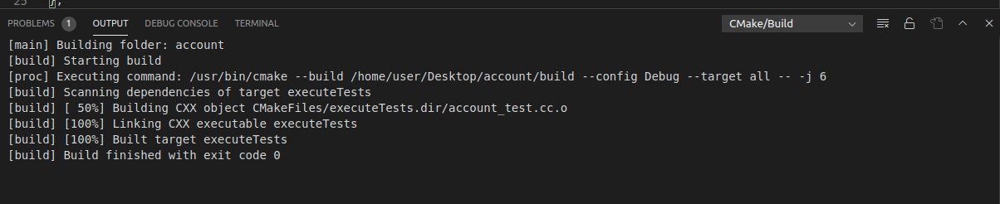 25 };
PROBLEMS 1 OUTPUT DEBUG CONSOLE TERMINAL CMake/Build
[main] Building folder: account
[build] Starting build
[proc] Executing command: /usr/bin/cmake --build /home/user/Desktop/account/build --config Debug --target all -- -j 6
[build] Scanning dependencies of target executeTests
[build] [ 50%] Building CXX object CMakeFiles/executeTests.dir/account_test.cc.o
[build] [100%] Linking CXX executable executeTests
[build] [100%] Built target executeTests
[build] Build finished with exit code 0